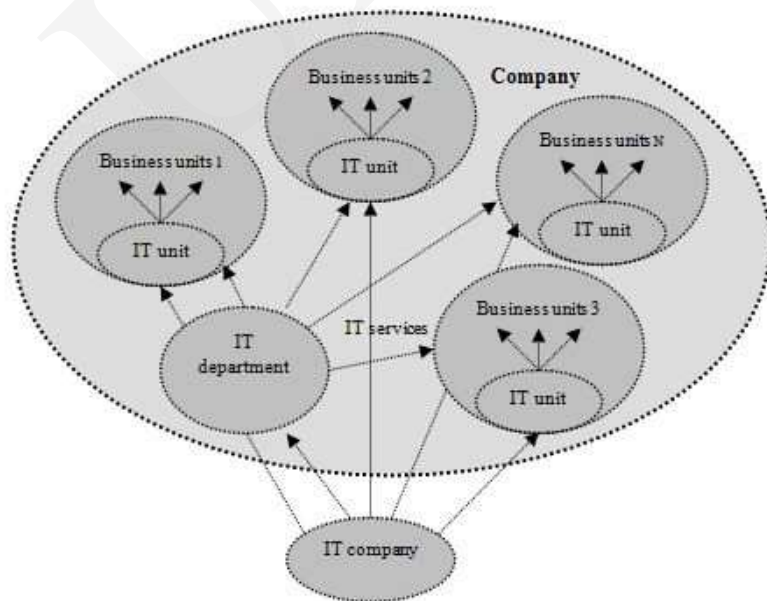 Business units 2
Company
IT unit
Business units 1
Business units N
IT unit
IT unit
IT services
Business units 3
IT
department
IT unit
IT company